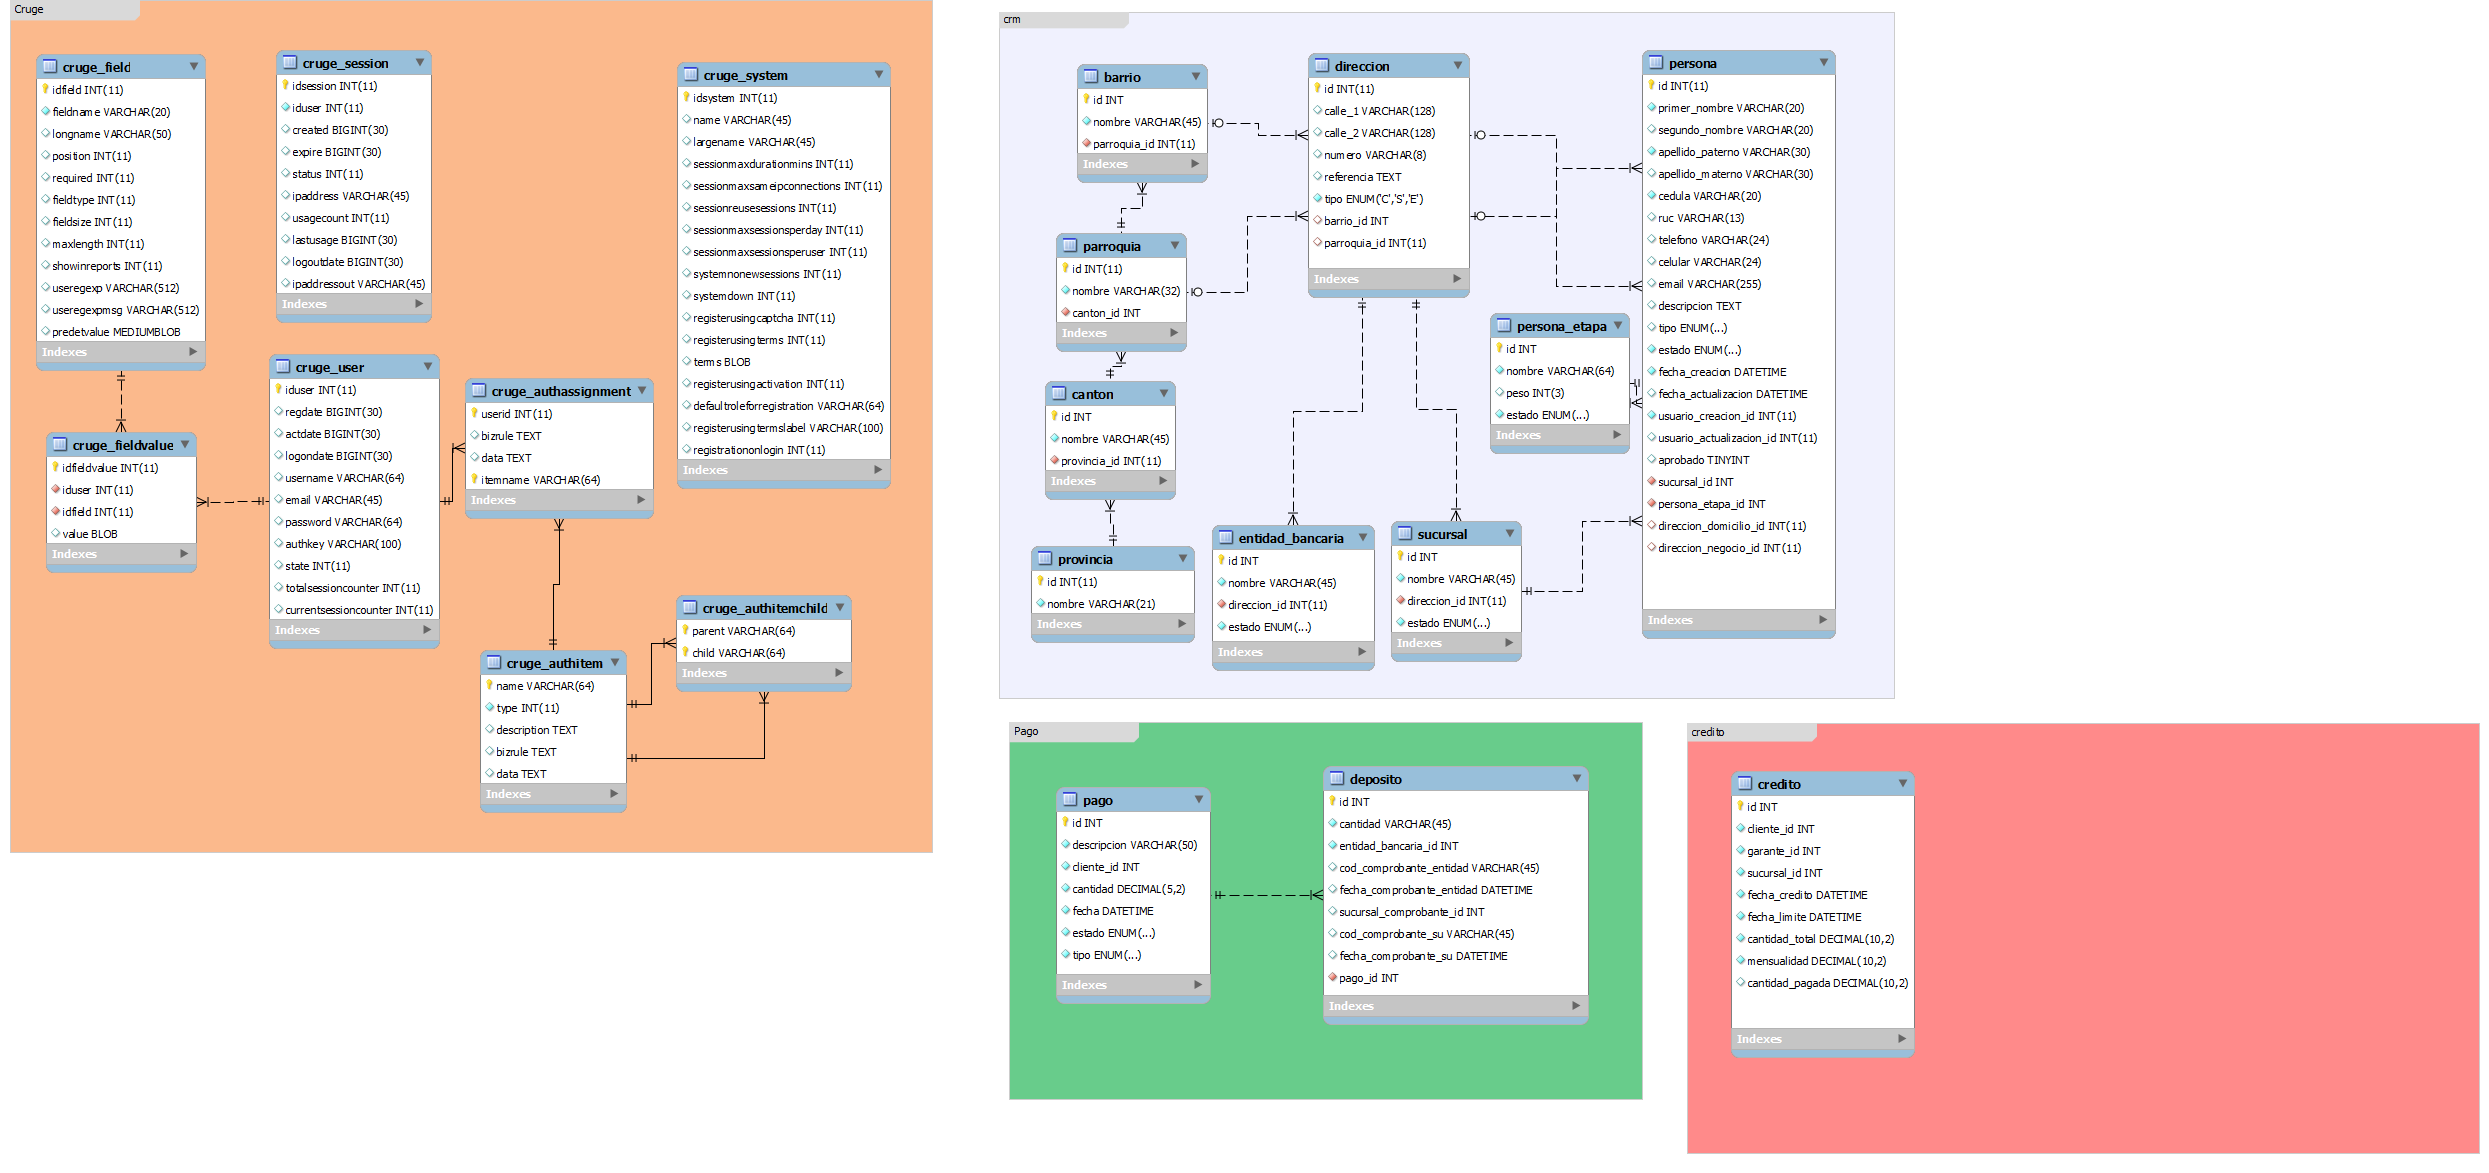 Cruge
cruge_field
idfield INT(11)
fieldname VARCHAR(20)
longname VARCHAR(50)
position INT(11)
required INT(11)
fieldtype INT(11)
fieldsize INT(11)
maxlength INT(11)
showinreports INT(11)
useregexp VARCHAR(512)
useregexpmsg VARCHAR(512)
predetvalue MEDIUMBLOB
Indexes
cruge_session
idsession INT(11)
iduser INT(11)
created BIGINT(30)
expire BIGINT(30)
status INT(11)
ipaddress VARCHAR(45)
usagecount INT(11)
lastusage BIGINT(30)
logoutdate BIGINT(30)
ipaddressout VARCHAR(45)
Indexes
cruge_system
idsystem INT(11)
name VARCHAR(45)
largename VARCHAR(45)
sessionmaxdurationmins INT(11)
sessionmaxsameipconnections INT(11)
sessionreusesessions INT(11)
sessionmaxsessionsperday INT(11)
sessionmaxsessionsperuser INT(11)
systemnonewsessions INT(11)
systemdown INT(11)
registerusingcaptcha INT(11)
registerusingterms INT(11)
terms BLOB
registerusingactivation INT(11)
defaultroleforregistration VARCHAR(64)
registerusingtermslabel VARCHAR(100)
registrationonlogin INT(11)
Indexes
cruge_user
iduser INT(11)
regdate BIGINT(30)
actdate BIGINT(30)
logondate BIGINT(30)
username VARCHAR(64)
email VARCHAR(45)
password VARCHAR(64)
authkey VARCHAR(100)
state INT(11)
totalsessioncounter INT(11)
currentsessioncounter INT(11)
Indexes
cruge_authassignment
userid INT(11)
bizrule TEXT
data TEXT
itemname VARCHAR(64)
Indexes
cruge_fieldvalue
idfieldvalue INT(11)
iduser INT(11)
idfield INT(11)
value BLOB
Indexes
cruge_authitemchild
parent VARCHAR(64)
child VARCHAR(64)
Indexes
cruge_authitem
name VARCHAR(64)
type INT(11)
description TEXT
bizrule TEXT
data TEXT
Indexes
crm
barrio
id INT
nombre VARCHAR(45)
parroquia_id INT(11)
Indexes
direccion
id INT(11)
calle_1 VARCHAR(128)
calle_2 VARCHAR(128)
numero VARCHAR(8)
referencia TEXT
tipo ENUM('C','S','E')
barrio_id INT
parroquia_id INT(11)
Indexes
persona
id INT(11)
primer_nombre VARCHAR(20)
segundo_nombre VARCHAR(20)
apellido_paterno VARCHAR(30)
apellido_materno VARCHAR(30)
cedula VARCHAR(20)
ruc VARCHAR(13)
telefono VARCHAR(24)
celular VARCHAR(24)
email VARCHAR(255)
descripcion TEXT
tipo ENUM(...)
estado ENUM(...)
fecha_creacion DATETIME
fecha_actualizacion DATETIME
usuario_creacion_id INT(11)
usuario_actualizacion_id INT(11)
aprobado TINYINT
sucursal_id INT
persona_etapa_id INT
direccion_domicilio_id INT(11)
direccion_negocio_id INT(11)
Indexes
parroquia
id INT(11)
nombre VARCHAR(32)
canton_id INT
Indexes
persona_etapa
id INT
nombre VARCHAR(64)
peso INT(3)
estado ENUM(...)
Indexes
canton
id INT
nombre VARCHAR(45)
provincia_id INT(11)
Indexes
provincia
id INT(11)
nombre VARCHAR(21)
Indexes
entidad_bancaria
id INT
nombre VARCHAR(45)
direccion_id INT(11)
estado ENUM(...)
Indexes
sucursal
id INT
nombre VARCHAR(45)
direccion_id INT(11)
estado ENUM(...)
Indexes
Pago
pago
id INT
descripcion VARCHAR(50)
cliente_id INT
cantidad DECIMAL(5,2)
fecha DATETIME
estado ENUM(...)
tipo ENUM(...)
Indexes
deposito
id INT
cantidad VARCHAR(45)
entidad_bancaria_id INT
cod_comprobante_entidad VARCHAR(45)
fecha_comprobante_entidad DATETIME
sucursal_comprobante_id INT
cod_comprobante_su VARCHAR(45)
fecha_comprobante_su DATETIME
pago_id INT
Indexes
credito
credito
id INT
cliente_id INT
garante_id INT
sucursal_id INT
fecha_credito DATETIME
fecha_limite DATETIME
cantidad_total DECIMAL(10,2)
mensualidad DECIMAL(10,2)
cantidad_pagada DECIMAL(10,2)
Indexes